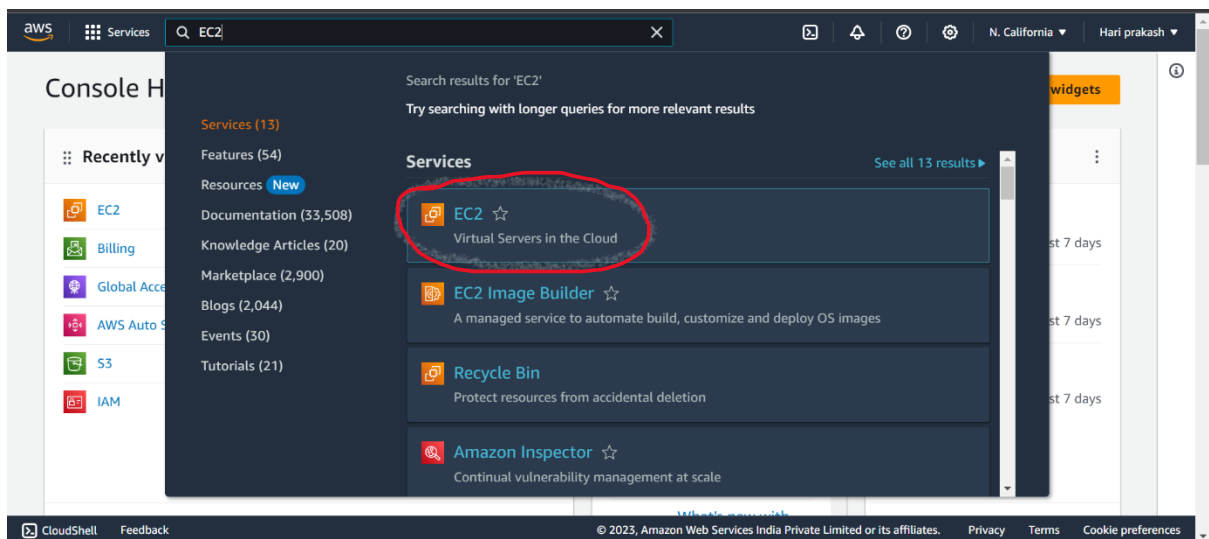 aws Services EC2 N. California Hari prakash
Console H
widgets
Search results for 'EC2'
Try searching with longer queries for more relevant results
Services (13)
Features (54)
Resources New
Documentation (33,508)
Knowledge Articles (20)
Marketplace (2,900)
Blogs (2,044)
Events (30)
Tutorials (21)
Services See all 13 results
EC2
Virtual Servers in the Cloud
EC2 Image Builder
A managed service to automate build, customize and deploy OS images
Recycle Bin
Protect resources from accidental deletion
Amazon Inspector
Continual vulnerability management at scale
Recently v
EC2
Billing
Global Acce
AWS Auto S
S3
IAM
st 7 days
st 7 days
st 7 days
What's new with
CloudShell Feedback © 2023, Amazon Web Services India Private Limited or its affiliates. Privacy Terms Cookie preferences